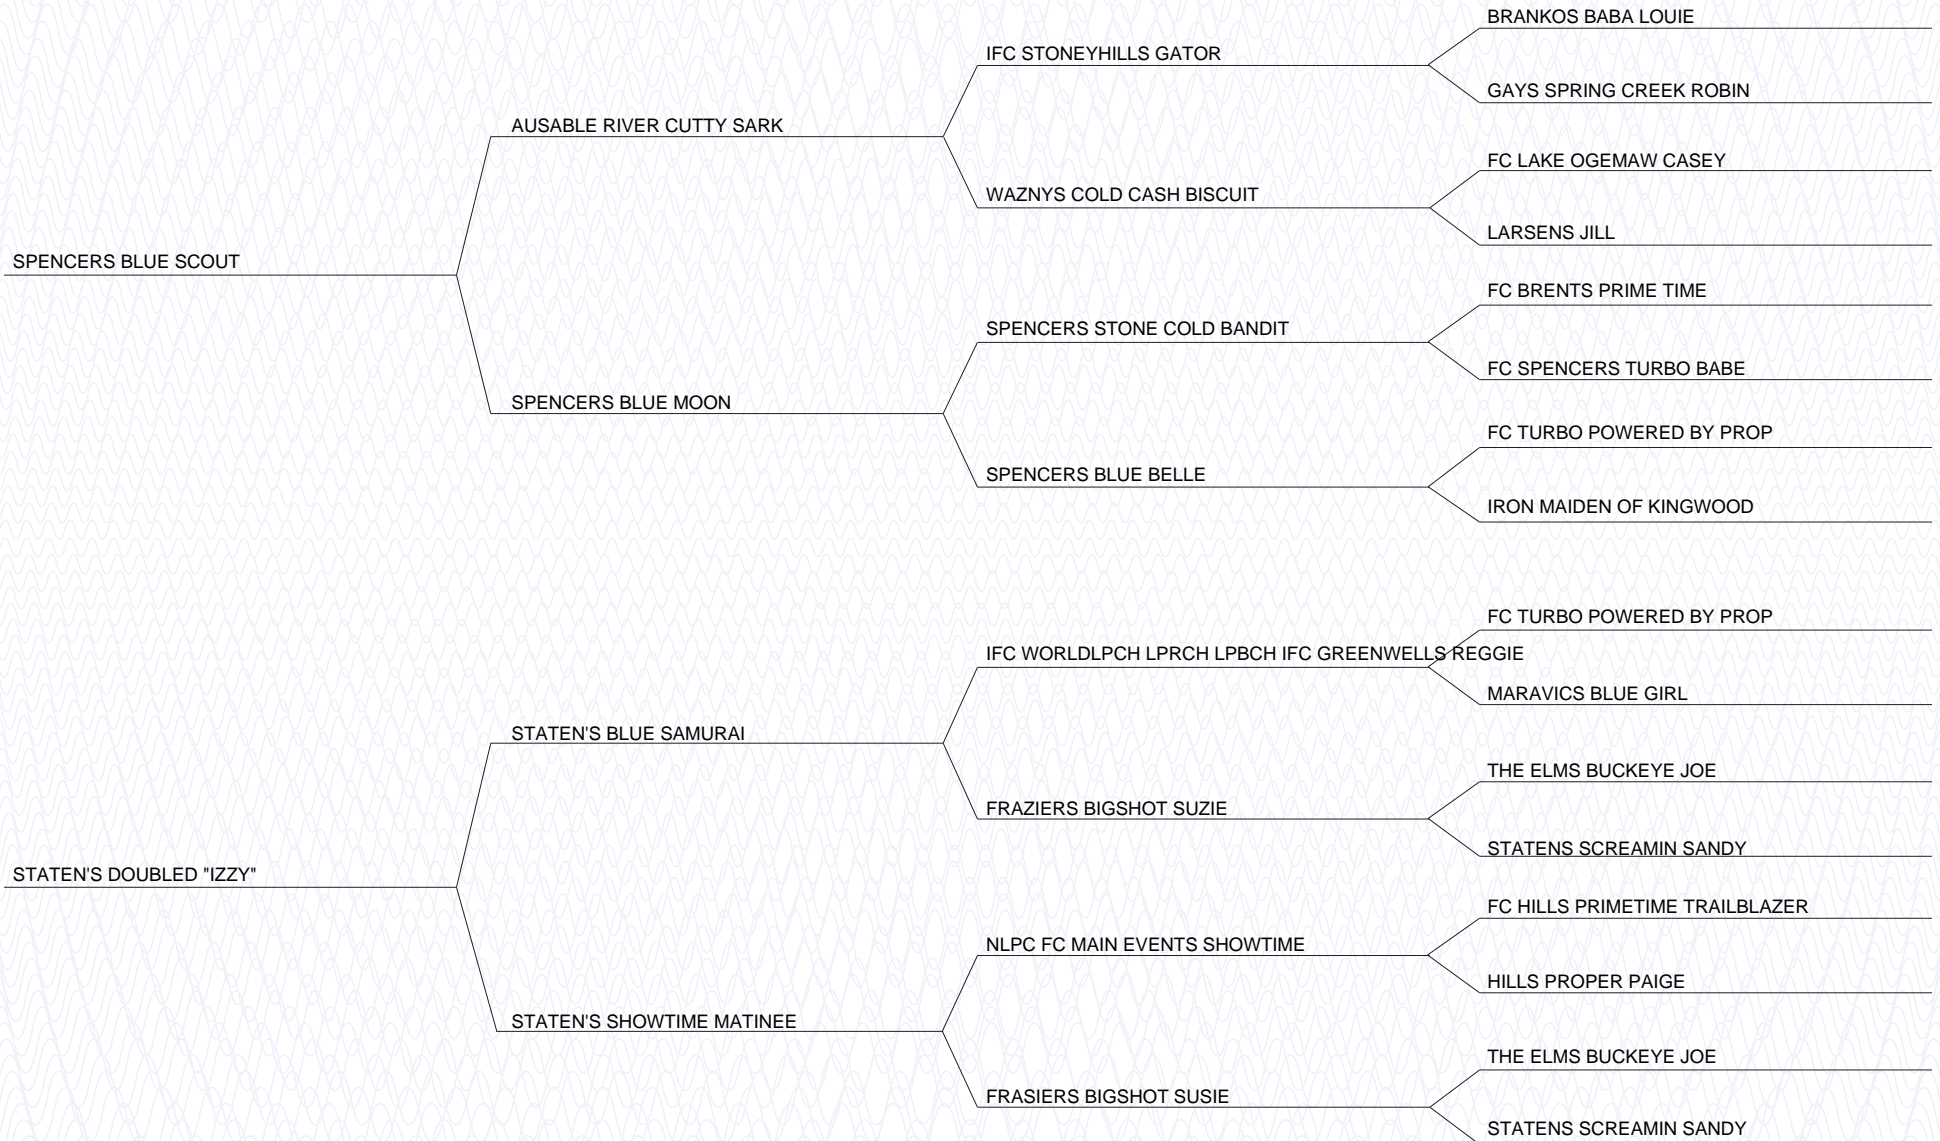 BRANKOS BABA LOUIE
IFC STONEYHILLS GATOR
GAYS SPRING CREEK ROBIN
AUSABLE RIVER CUTTY SARK
FC LAKE OGEMAW CASEY
WAZNYS COLD CASH BISCUIT
LARSENS JILL
SPENCERS BLUE SCOUT
FC BRENTS PRIME TIME
SPENCERS STONE COLD BANDIT
FC SPENCERS TURBO BABE
SPENCERS BLUE MOON
FC TURBO POWERED BY PROP
SPENCERS BLUE BELLE
IRON MAIDEN OF KINGWOOD
FC TURBO POWERED BY PROP
IFC WORLDLPCH LPRCH LPBCH IFC GREENWELLS REGGIE
MARAVICS BLUE GIRL
STATEN'S BLUE SAMURAI
THE ELMS BUCKEYE JOE
FRAZIERS BIGSHOT SUZIE
STATENS SCREAMIN SANDY
STATEN'S DOUBLED "IZZY"
FC HILLS PRIMETIME TRAILBLAZER
NLPC FC MAIN EVENTS SHOWTIME
HILLS PROPER PAIGE
STATEN'S SHOWTIME MATINEE
THE ELMS BUCKEYE JOE
FRASIERS BIGSHOT SUSIE
STATENS SCREAMIN SANDY